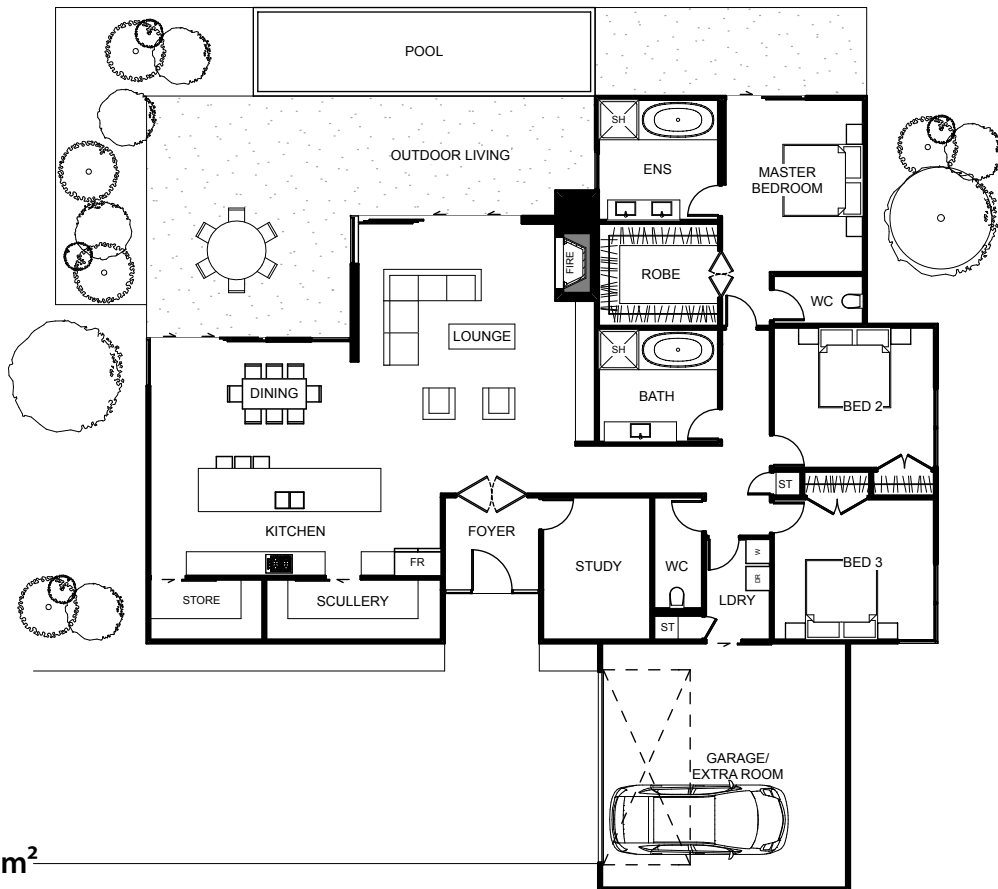 POOL
SH
OUTDOOR LIVING
ENS
MASTER
BEDROOM
FIRE
ROBE
WC
LOUNGE
SH
DINING
BATH
BED 2
ST
KITCHEN
FOYER
FR
STUDY
WC
W
DR
BED 3
STORE
SCULLERY
LDRY
ST
GARAGE/
EXTRA ROOM
m²